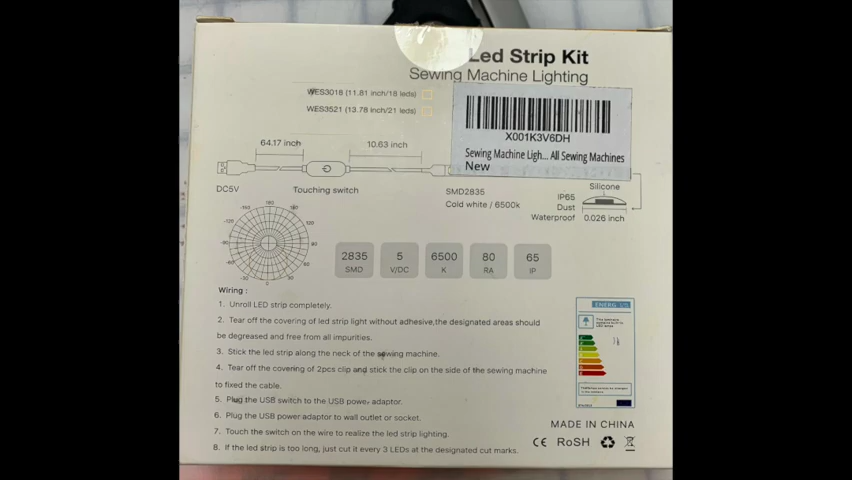 Led Strip Kit
Sewing Machine Lighting
WES3018 (11.81 inch/18 leds)
WES3521 (13.78 inch/21 leds)
X001K3V6DH
Sewing Machine Ligh... All Sewing Machines
New
64.17 inch
10.63 inch
DC5V
Touching switch
SMD2835
Cold white / 6500k
Silicone
IP65
Dust
Waterproof
0.026 inch
2835 SMD
5 V/DC
6500 K
80 RA
65 IP
Wiring :
1. Unroll LED strip completely.
2. Tear off the covering of led strip light without adhesive,the designated areas should
be degreased and free from all impurities.
3. Stick the led strip along the neck of the sewing machine.
4. Tear off the covering of 2pcs clip and stick the clip on the side of the sewing machine
to fixed the cable.
5. Plug the USB switch to the USB power adaptor.
6. Plug the USB power adaptor to wall outlet or socket.
7. Touch the switch on the wire to realize the led strip lighting.
8. If the led strip is too long, just cut it every 3 LEDs at the designated cut marks.
ENERG
MADE IN CHINA
CE RoSH